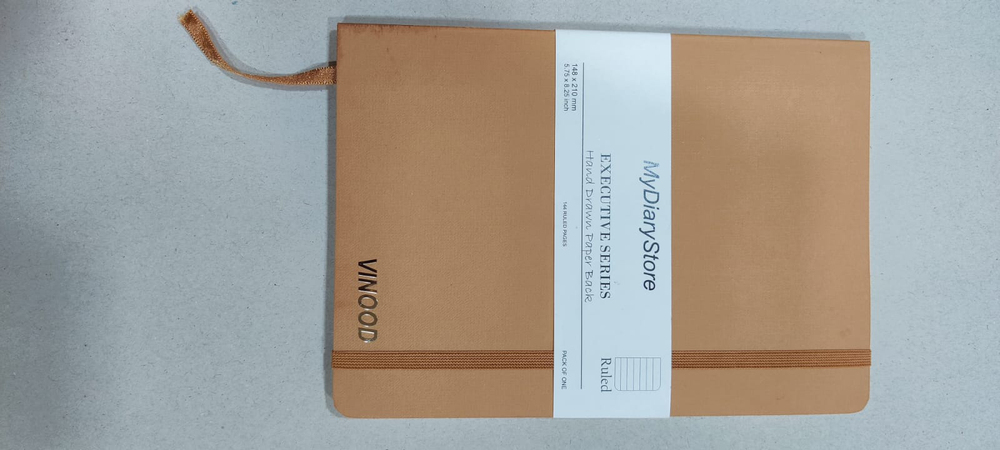 MyDiaryStore
EXECUTIVE SERIES
Hand Drawn Paper Back
Ruled
148 x 210 mm
5.75 x 8.25 inch
144 RULED PAGES
PACK OF ONE
VINOOD